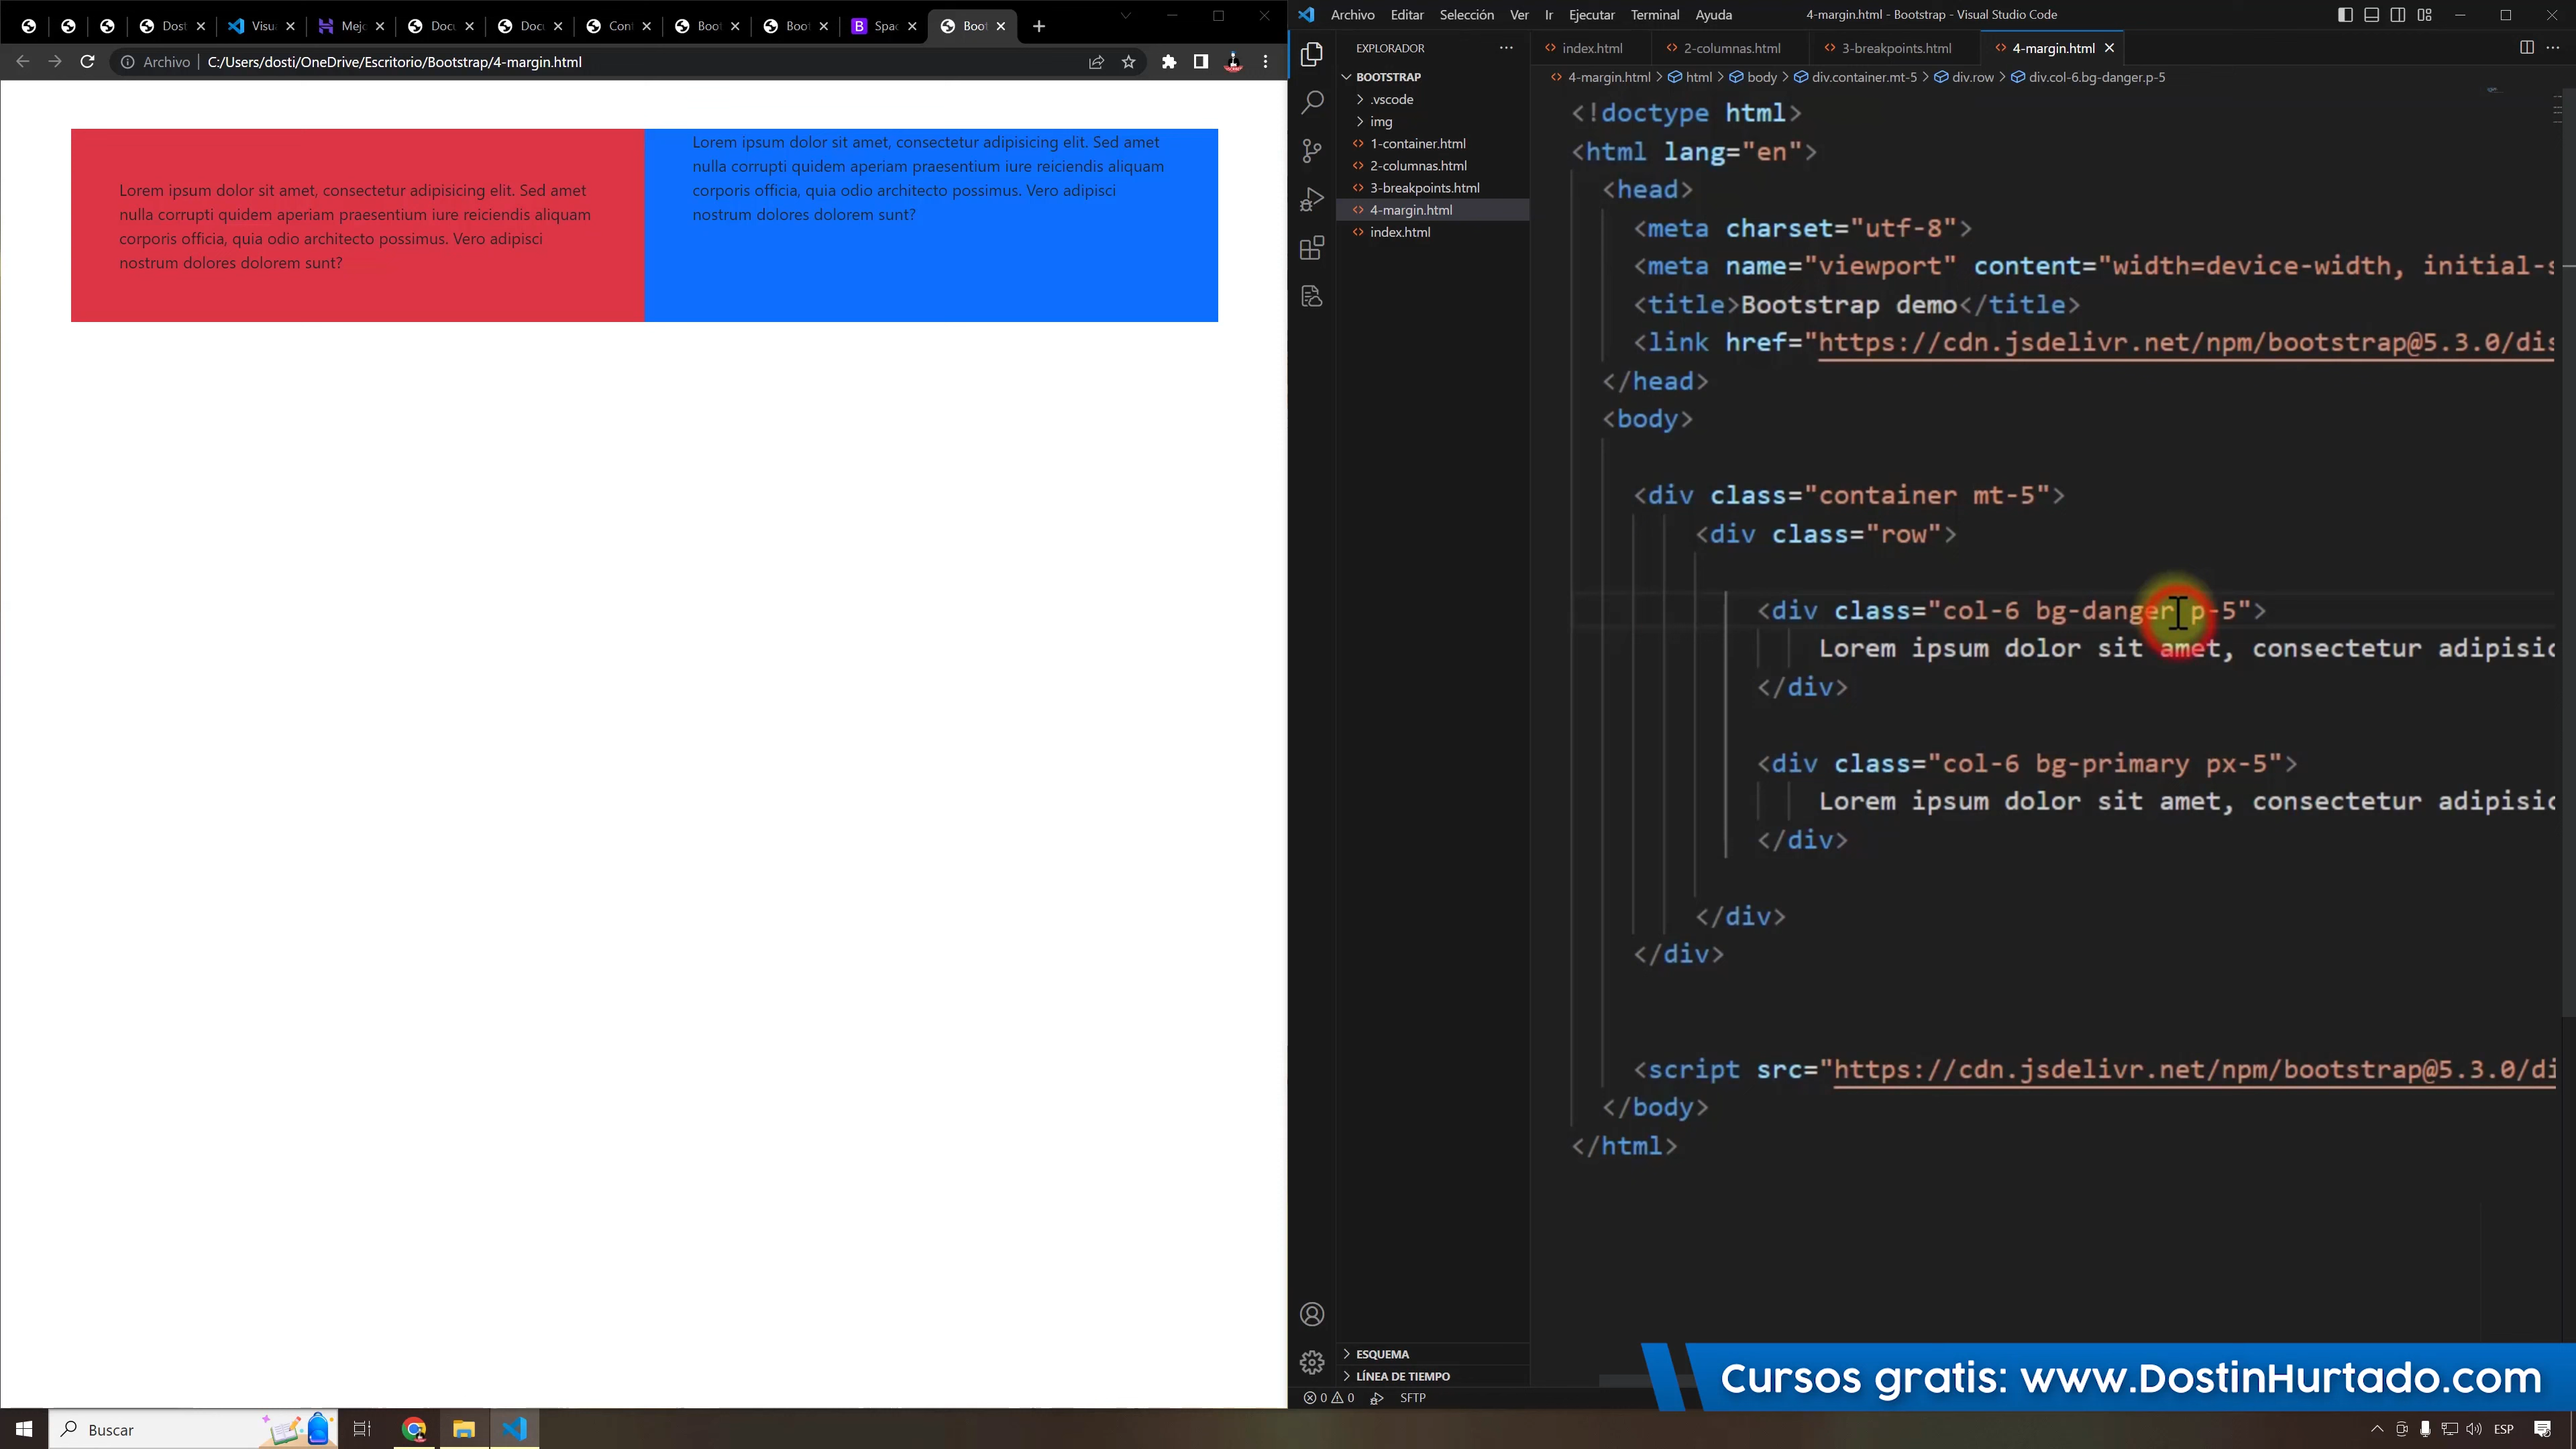 Dost
Visu
Mejo
Docu
Docu
Con
Boo
Boo
Spac
Boo
Archivo
C:/Users/dosti/OneDrive/Escritorio/Bootstrap/4-margin.html
Lorem ipsum dolor sit amet, consectetur adipisicing elit. Sed amet
nulla corrupti quidem aperiam praesentium iure reiciendis aliquam
corporis officia, quia odio architecto possimus. Vero adipisci
nostrum dolores dolorem sunt?
Lorem ipsum dolor sit amet, consectetur adipisicing elit. Sed amet
nulla corrupti quidem aperiam praesentium iure reiciendis aliquam
corporis officia, quia odio architecto possimus. Vero adipisci
nostrum dolores dolorem sunt?
Archivo Editar Selección Ver Ir Ejecutar Terminal Ayuda
4-margin.html - Bootstrap - Visual Studio Code
EXPLORADOR
BOOTSTRAP
.vscode
img
1-container.html
2-columnas.html
3-breakpoints.html
4-margin.html
index.html
index.html 2-columnas.html 3-breakpoints.html 4-margin.html
4-margin.html > html > body > div.container.mt-5 > div.row > div.col-6.bg-danger.p-5
<!doctype html>
<html lang="en">
<head>
<meta charset="utf-8">
<meta name="viewport" content="width=device-width, initial-s
<title>Bootstrap demo</title>
<link href="https://cdn.jsdelivr.net/npm/bootstrap@5.3.0/dis
</head>
<body>
<div class="container mt-5">
<div class="row">
<div class="col-6 bg-danger p-5">
Lorem ipsum dolor sit amet, consectetur adipisic
</div>
<div class="col-6 bg-primary px-5">
Lorem ipsum dolor sit amet, consectetur adipisic
</div>
</div>
</div>
<script src="https://cdn.jsdelivr.net/npm/bootstrap@5.3.0/di
</body>
</html>
ESQUEMA
LÍNEA DE TIEMPO
0 0 SFTP
Cursos gratis: www.DostinHurtado.com
Buscar
ESP